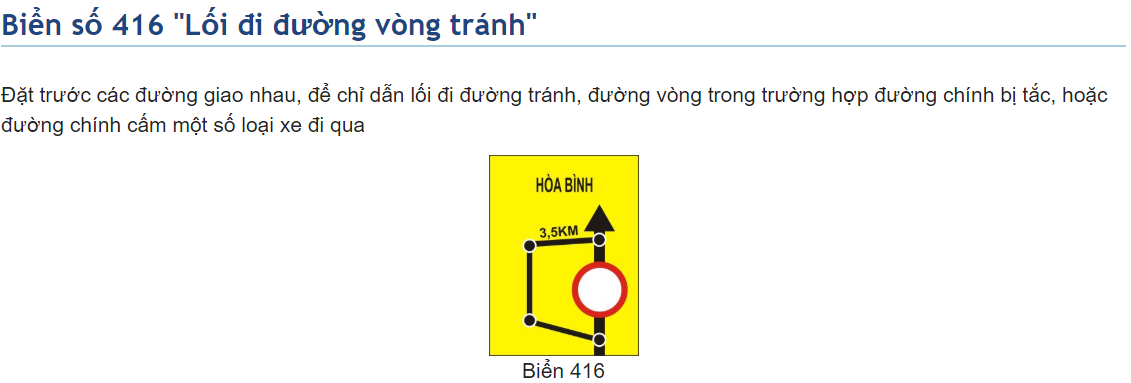 Biển số 416 "Lối đi đường vòng tránh"
Đặt trước các đường giao nhau, để chỉ dẫn lối đi đường tránh, đường vòng trong trường hợp đường chính bị tắc, hoặc
đường chính cấm một số loại xe đi qua
HÒA BÌNH
3,5KM
Biển 416